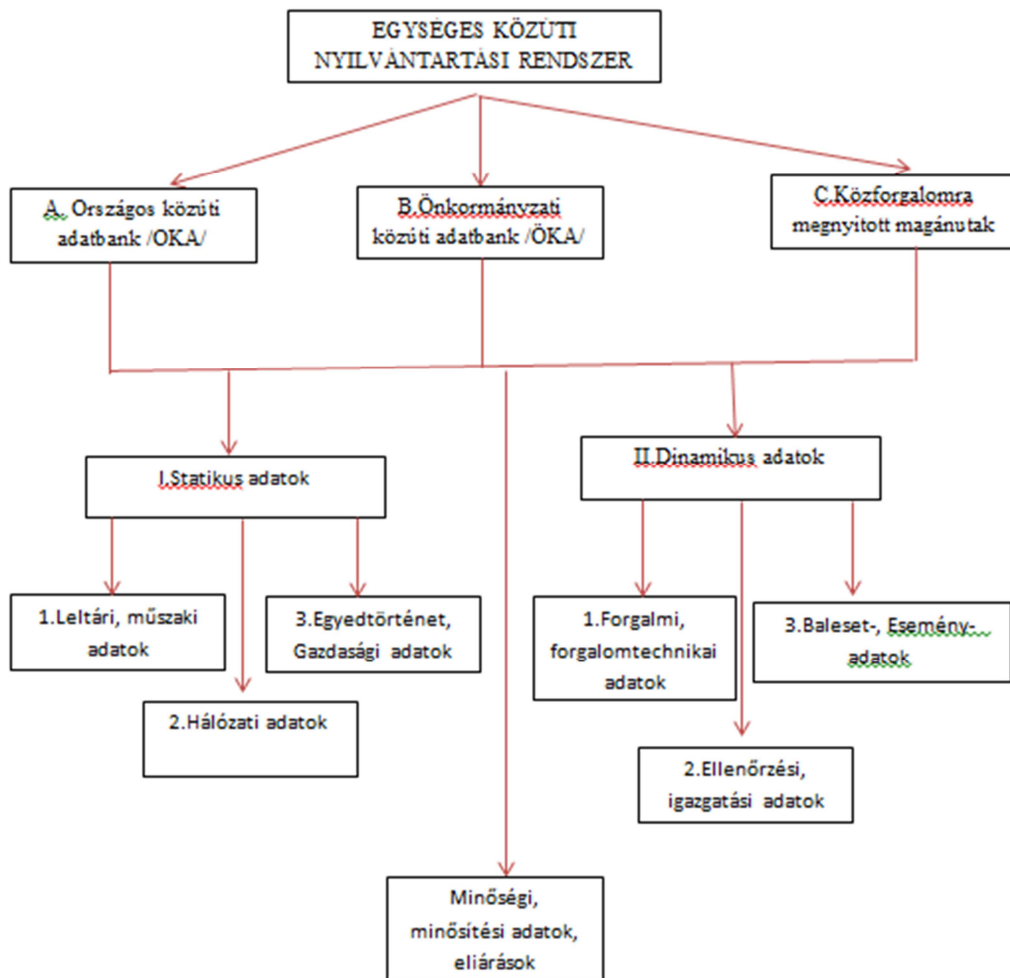 EGYSÉGES KÖZÚTI
NYILVÁNTARTÁSI RENDSZER
A. Országos közúti
adatbank /OKA/
B.Önkormányzati
közúti adatbank /ÖKA/
C.Közforgalomra
megnyitott magánutak
I.Statikus adatok
II.Dinamikus adatok
1.Leltári, műszaki
adatok
3.Egyedtörténet,
Gazdasági adatok
2.Hálózati adatok
1.Forgalmi,
forgalomtechnikai
adatok
3.Baleset-, Esemény-
adatok
2.Ellenőrzési,
igazgatási adatok
Minőségi,
minősítési adatok,
eliárások